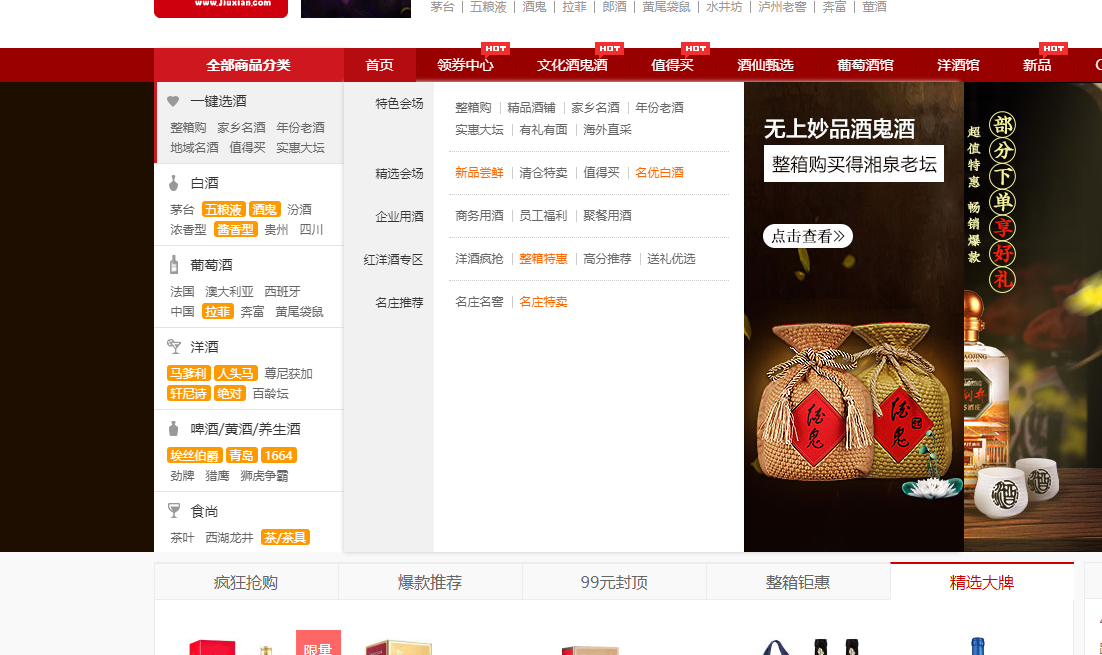 www.Jiuxian.com
茅台 | 五粮液 | 酒鬼 | 拉菲 | 郎酒 | 黄尾袋鼠 | 水井坊 | 泸州老窖 | 奔富 | 董酒
HOT HOT HOT HOT
全部商品分类 首页 领券中心 文化酒鬼酒 值得买 酒仙甄选 葡萄酒馆 洋酒馆 新品
一键选酒
整箱购 家乡名酒 年份老酒
地域名酒 值得买 实惠大坛
白酒
茅台 五粮液 酒鬼 汾酒
浓香型 酱香型 贵州 四川
葡萄酒
法国 澳大利亚 西班牙
中国 拉菲 奔富 黄尾袋鼠
洋酒
马爹利 人头马 尊尼获加
轩尼诗 绝对 百龄坛
啤酒/黄酒/养生酒
埃丝伯爵 青岛 1664
劲牌 猎鹰 狮虎争霸
食尚
茶叶 西湖龙井 茶/茶具
特色会场 整箱购 | 精品酒铺 | 家乡名酒 | 年份老酒
实惠大坛 | 有礼有面 | 海外直采
精选会场 新品尝鲜 | 清仓特卖 | 值得买 | 名优白酒
企业用酒 商务用酒 | 员工福利 | 聚餐用酒
红洋酒专区 洋酒疯抢 | 整箱特惠 | 高分推荐 | 送礼优选
名庄推荐 名庄名窖 | 名庄特卖
无上妙品酒鬼酒
整箱购买得湘泉老坛
点击查看>>
酒鬼
酒鬼
超值特惠 畅销爆款
部分下单享好礼
酒
酒
疯狂抢购 爆款推荐 99元封顶 整箱钜惠 精选大牌
限量